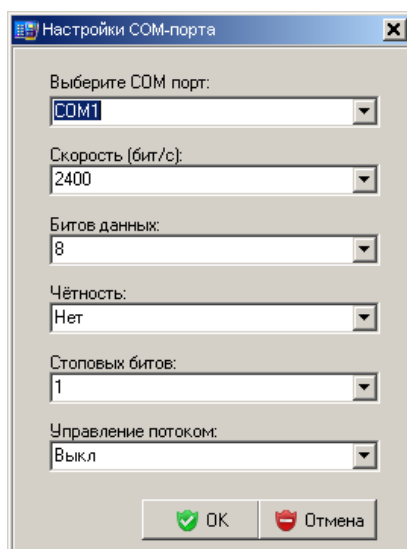 Настройки COM-порта
Выберите COM порт:
COM1
Скорость (бит/с):
2400
Битов данных:
8
Чётность:
Нет
Стоповых битов:
1
Управление потоком:
Выкл
OK Отмена